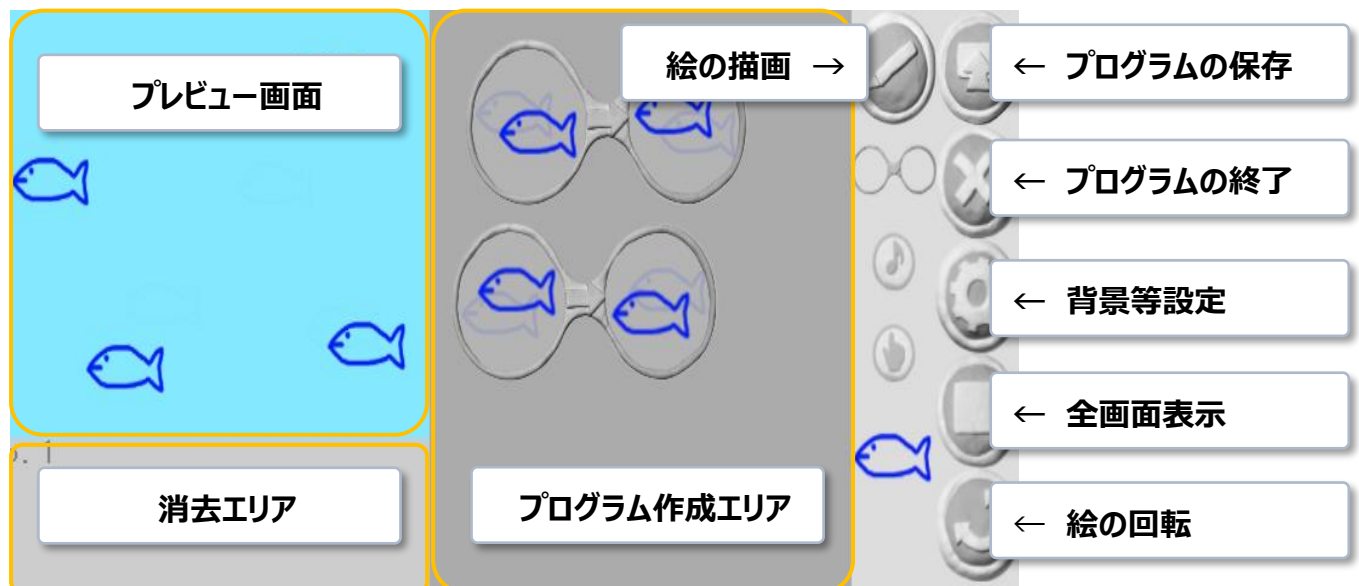 プレビュー画面
絵の描画 →
← プログラムの保存
← プログラムの終了
← 背景等設定
← 全画面表示
消去エリア
プログラム作成エリア
← 絵の回転